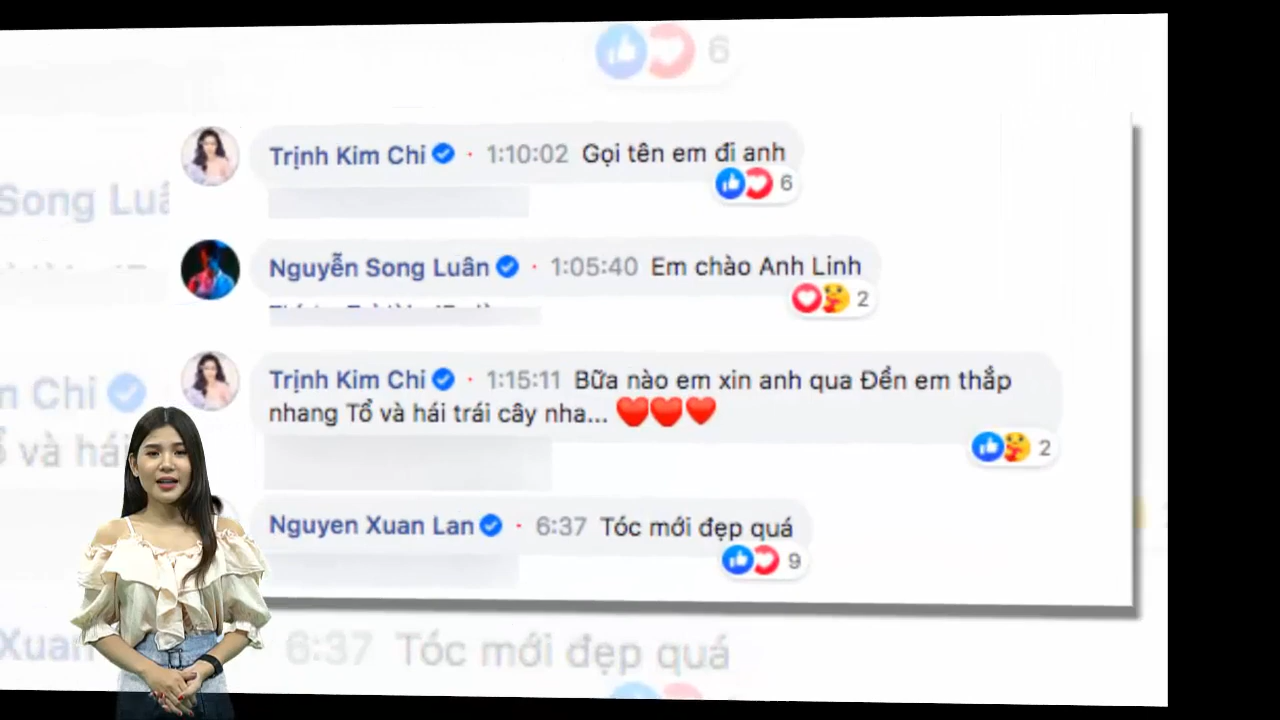 6
Trịnh Kim Chi · 1:10:02 Gọi tên em đi anh
6
Song Luâ
Nguyễn Song Luân · 1:05:40 Em chào Anh Linh
2
Trịnh Kim Chi · 1:15:11 Bữa nào em xin anh qua Đền em thắp
nhang Tổ và hái trái cây nha... ❤️❤️❤️
2
Chi
và hái
Nguyen Xuan Lan · 6:37 Tóc mới đẹp quá
9
Xuan 6:37 Tóc mới đẹp quá